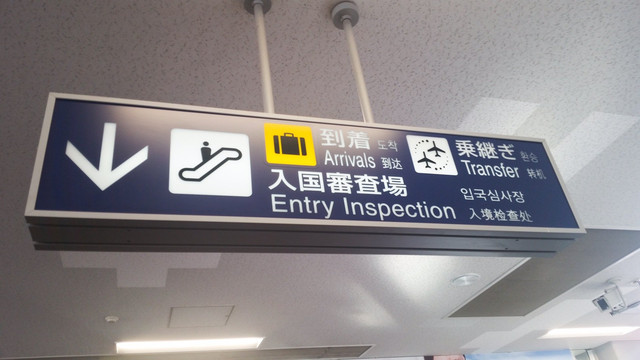 到着 도착
Arrivals 到达
乗継ぎ 환승
Transfer 转机
入国審査場 입국심사장
Entry Inspection 入境检查处